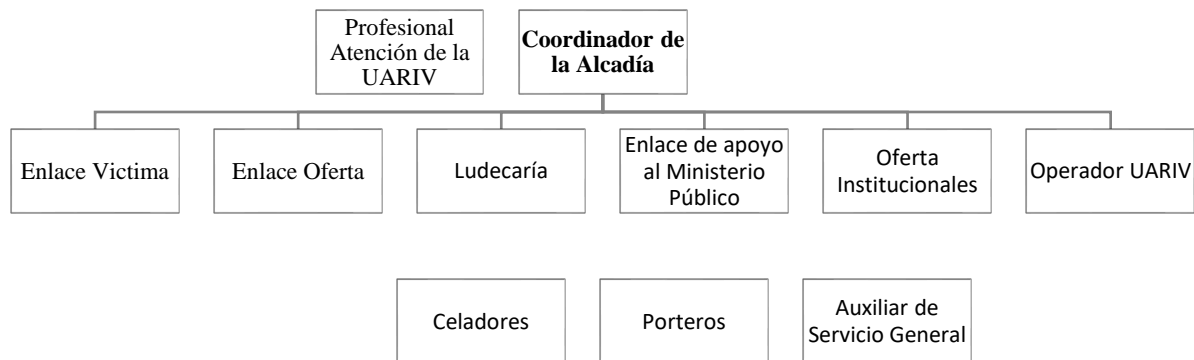 Profesional
Atención de la
UARIV
Coordinador de
la Alcadía
Enlace Victima
Enlace Oferta
Ludecaría
Enlace de apoyo
al Ministerio
Público
Oferta
Institucionales
Operador UARIV
Celadores
Porteros
Auxiliar de
Servicio General